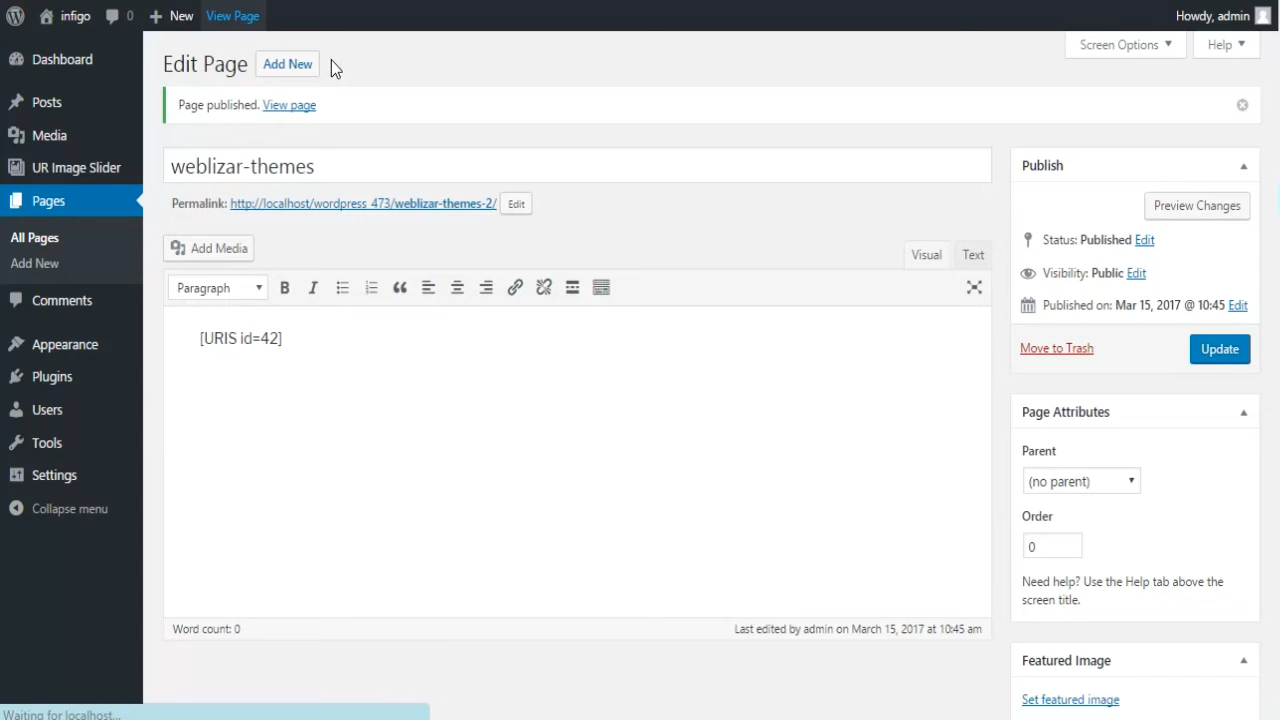 infigo 0 New View Page Howdy, admin
Screen Options Help
Edit Page Add New
Page published. View page
Dashboard
Posts
Media
UR Image Slider
Pages
All Pages
Add New
Comments
Appearance
Plugins
Users
Tools
Settings
Collapse menu
weblizar-themes
Permalink: http://localhost/wordpress_473/weblizar-themes-2/ Edit
Add Media
Visual Text
Paragraph
[URIS id=42]
Word count: 0
Last edited by admin on March 15, 2017 at 10:45 am
Publish
Preview Changes
Status: Published Edit
Visibility: Public Edit
Published on: Mar 15, 2017 @ 10:45 Edit
Move to Trash Update
Page Attributes
Parent
(no parent)
Order
0
Need help? Use the Help tab above the
screen title.
Featured Image
Set featured image
Waiting for localhost...